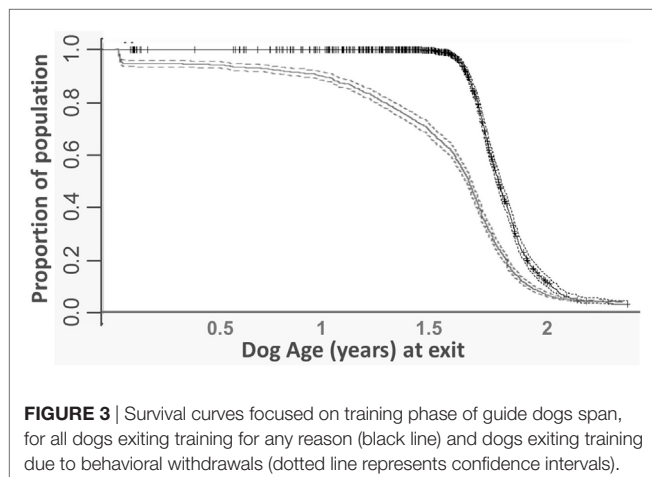 Proportion of population
1.0
0.8
0.6
0.4
0.2
0.0
0.5 1 1.5 2
Dog Age (years) at exit
FIGURE 3 | Survival curves focused on training phase of guide dogs span,
for all dogs exiting training for any reason (black line) and dogs exiting training
due to behavioral withdrawals (dotted line represents confidence intervals).